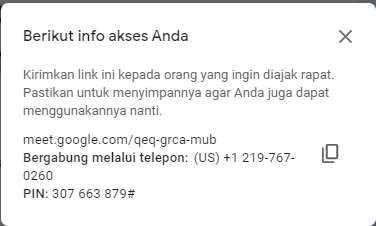 Berikut info akses Anda
Kirimkan link ini kepada orang yang ingin diajak rapat.
Pastikan untuk menyimpannya agar Anda juga dapat
menggunakannya nanti.
meet.google.com/qeq-grca-mub
Bergabung melalui telepon: (US) +1 219-767-
0260
PIN: 307 663 879#